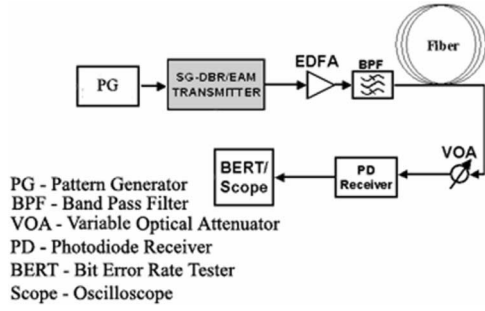 Fiber
EDFA
BPF
PG
SG-DBR/EAM
TRANSMITTER
VOA
BERT/
Scope
PD
Receiver
PG - Pattern Generator
BPF - Band Pass Filter
VOA - Variable Optical Attenuator
PD - Photodiode Receiver
BERT - Bit Error Rate Tester
Scope - Oscilloscope